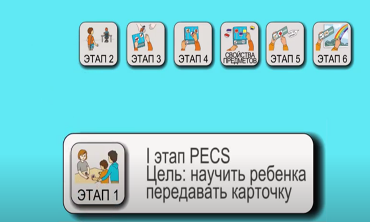 ЭТАП 2 ЭТАП 3 ЭТАП 4 СВОЙСТВА ПРЕДМЕТОВ ЭТАП 5 ЭТАП 6
I этап PECS
Цель: научить ребенка
передавать карточку
ЭТАП 1